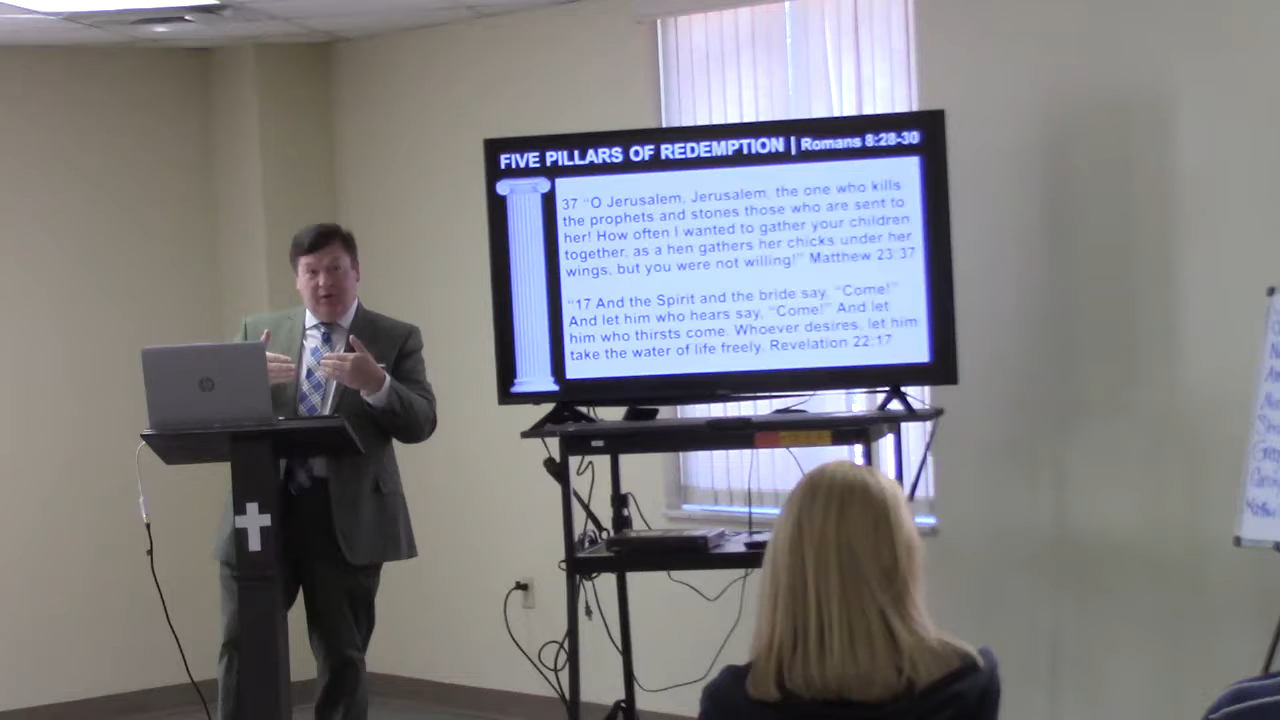 FIVE PILLARS OF REDEMPTION | Romans 8:28-30
37 “O Jerusalem, Jerusalem, the one who kills
the prophets and stones those who are sent to
her! How often I wanted to gather your children
together, as a hen gathers her chicks under her
wings, but you were not willing!” Matthew 23:37
“17 And the Spirit and the bride say, “Come!”
And let him who hears say, “Come!” And let
him who thirsts come. Whoever desires, let him
take the water of life freely. Revelation 22:17
hp